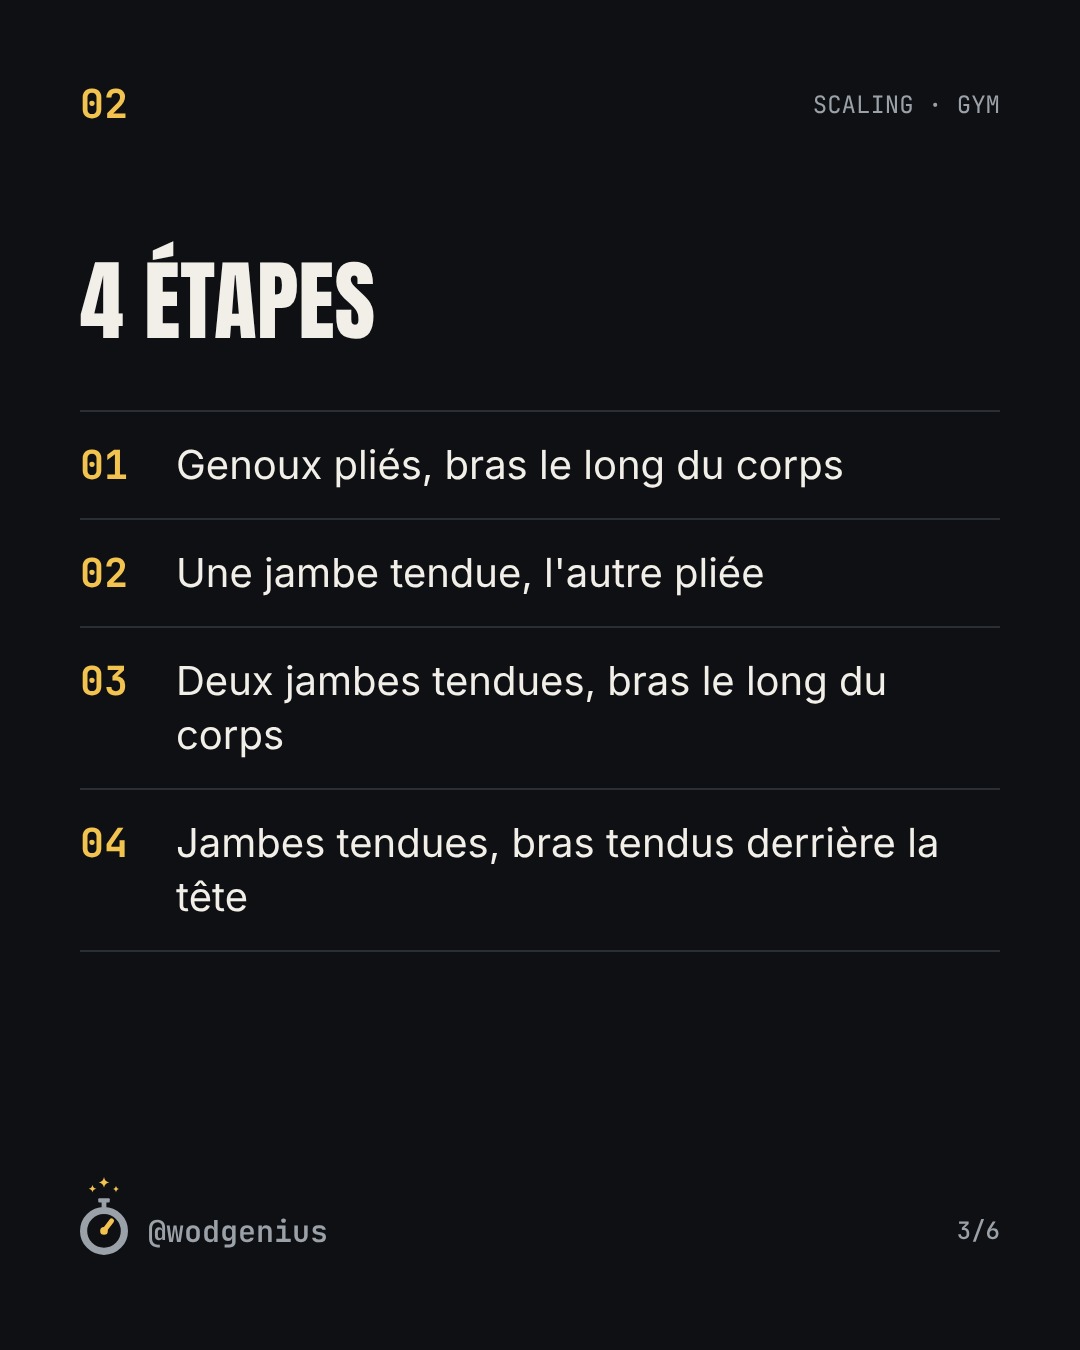 02
SCALING · GYM
4 ÉTAPES
01 Genoux pliés, bras le long du corps
02 Une jambe tendue, l'autre pliée
03 Deux jambes tendues, bras le long du
corps
04 Jambes tendues, bras tendus derrière la
tête
@wodgenius
3/6